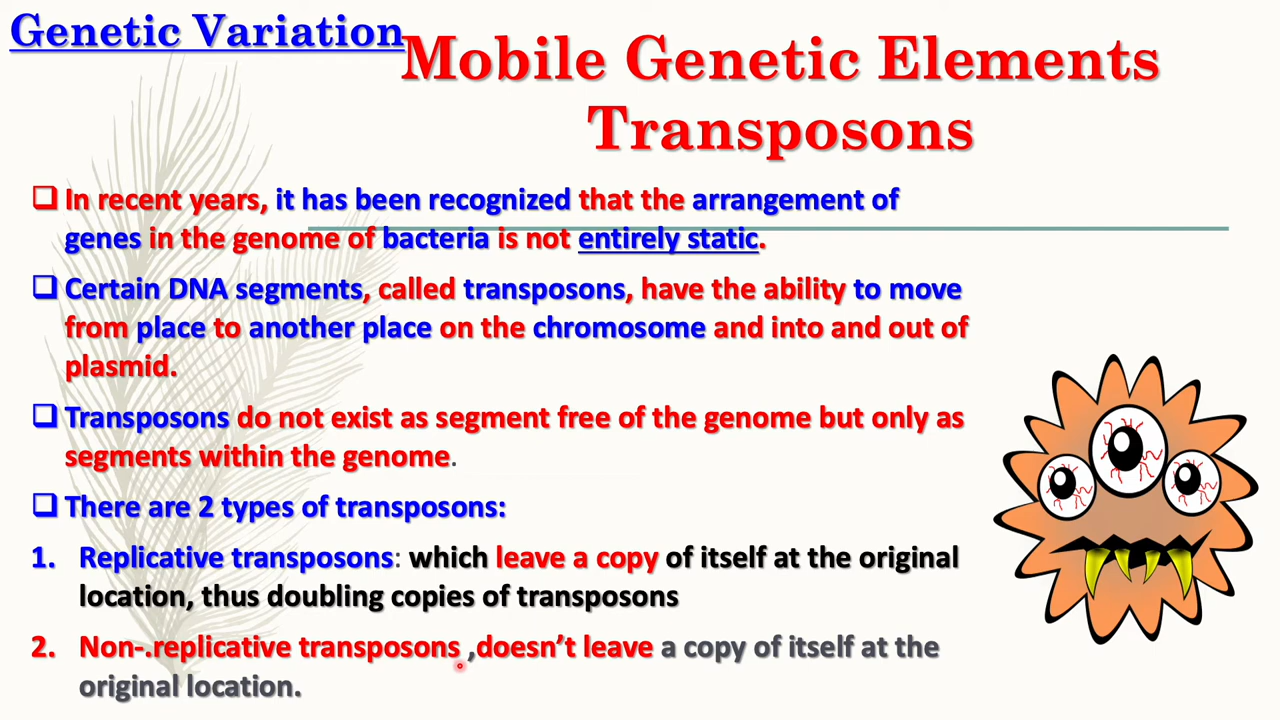 Genetic Variation
Mobile Genetic Elements
Transposons
In recent years, it has been recognized that the arrangement of
genes in the genome of bacteria is not entirely static.
Certain DNA segments, called transposons, have the ability to move
from place to another place on the chromosome and into and out of
plasmid.
Transposons do not exist as segment free of the genome but only as
segments within the genome.
There are 2 types of transposons:
1. Replicative transposons: which leave a copy of itself at the original
location, thus doubling copies of transposons
2. Non-.replicative transposons ,doesn’t leave a copy of itself at the
original location.